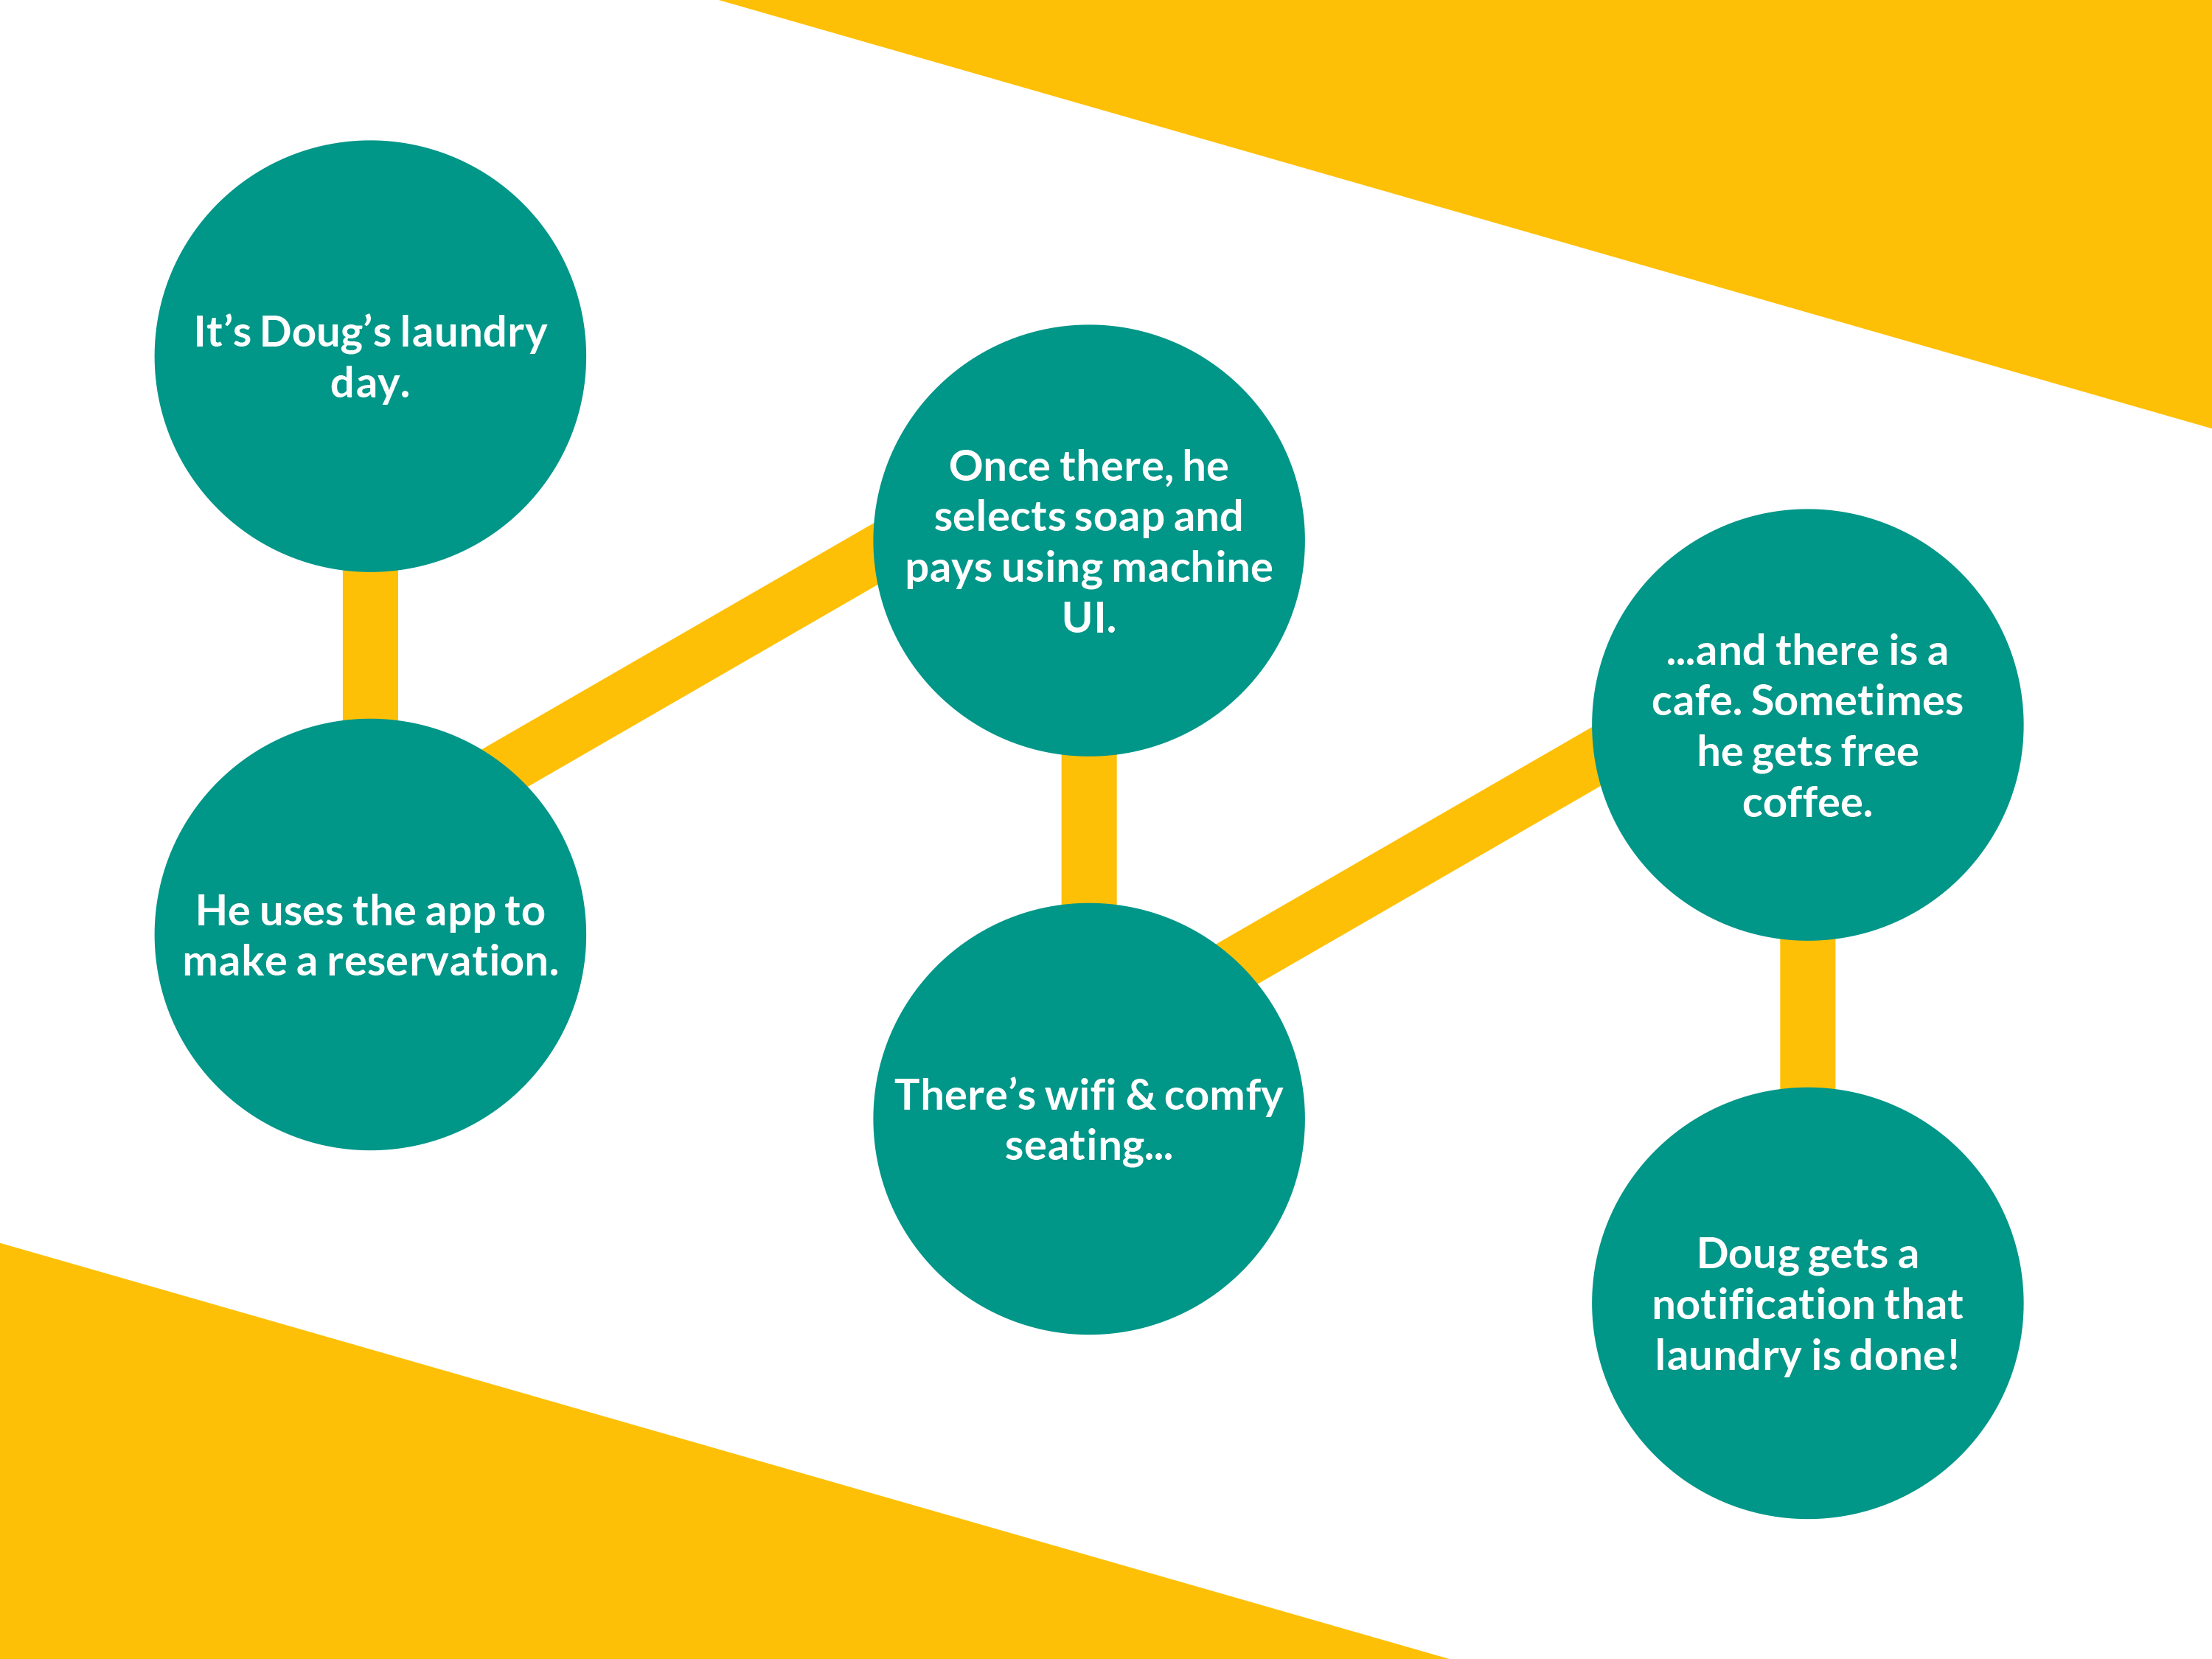 It’s Doug’s laundry
day.
He uses the app to
make a reservation.
Once there, he
selects soap and
pays using machine
UI.
There’s wifi & comfy
seating...
...and there is a
cafe. Sometimes
he gets free
coffee.
Doug gets a
notification that
laundry is done!